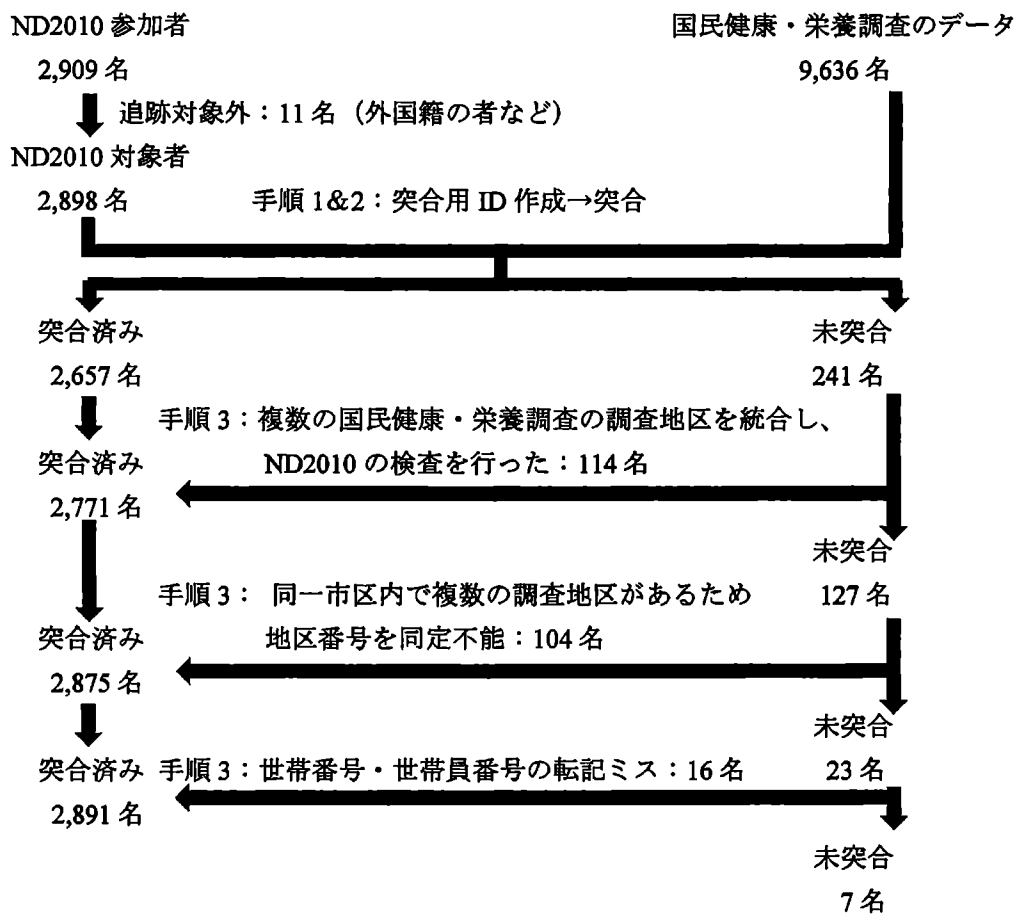 ND2010 参加者
国民健康・栄養調査のデータ
2,909 名
9,636 名
追跡対象外：11 名（外国籍の者など）
ND2010 対象者
2,898 名
手順 1&2：突合用 ID 作成→突合
突合済み
未突合
2,657 名
241 名
手順 3：複数の国民健康・栄養調査の調査地区を統合し、
ND2010 の検査を行った：114 名
突合済み
2,771 名
未突合
127 名
手順 3： 同一市区内で複数の調査地区があるため
地区番号を同定不能：104 名
突合済み
2,875 名
未突合
23 名
突合済み
手順 3：世帯番号・世帯員番号の転記ミス：16 名
2,891 名
未突合
7 名